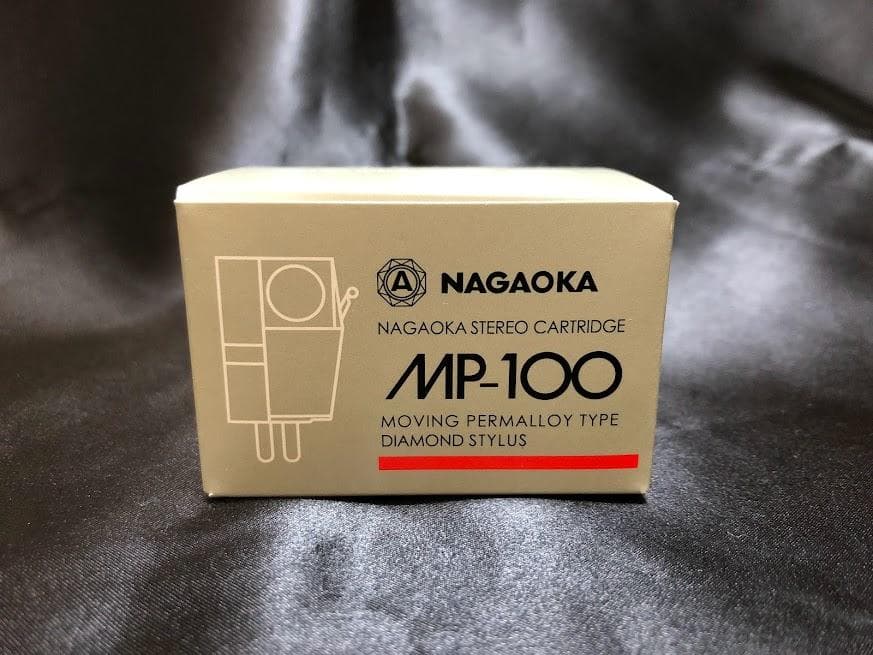 A NAGAOKA
NAGAOKA STEREO CARTRIDGE
MP-100
MOVING PERMALLOY TYPE
DIAMOND STYLUS